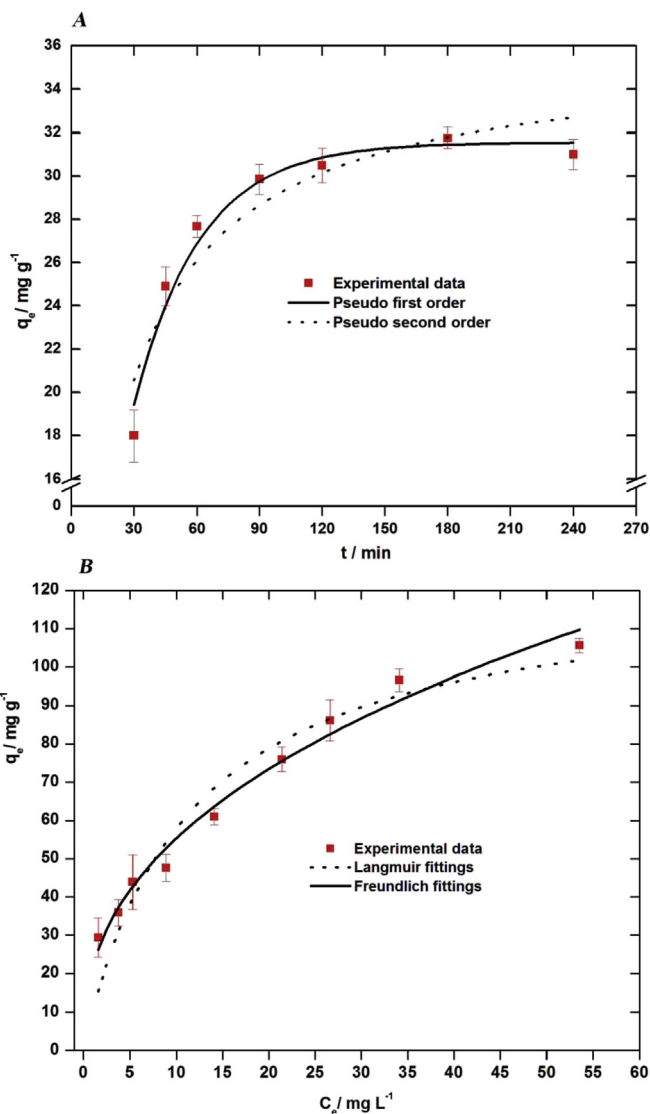 A
36
34
32
30
28
26
24
22
20
18
16
0
qe/ mg g-1
Experimental data
Pseudo first order
Pseudo second order
0 30 60 90 120 150 180 210 240 270
t / min
B
120
110
100
90
80
70
60
50
40
30
20
10
0
qe/ mg g-1
Experimental data
Langmuir fittings
Freundlich fittings
0 5 10 15 20 25 30 35 40 45 50 55 60
Ce/ mg L-1